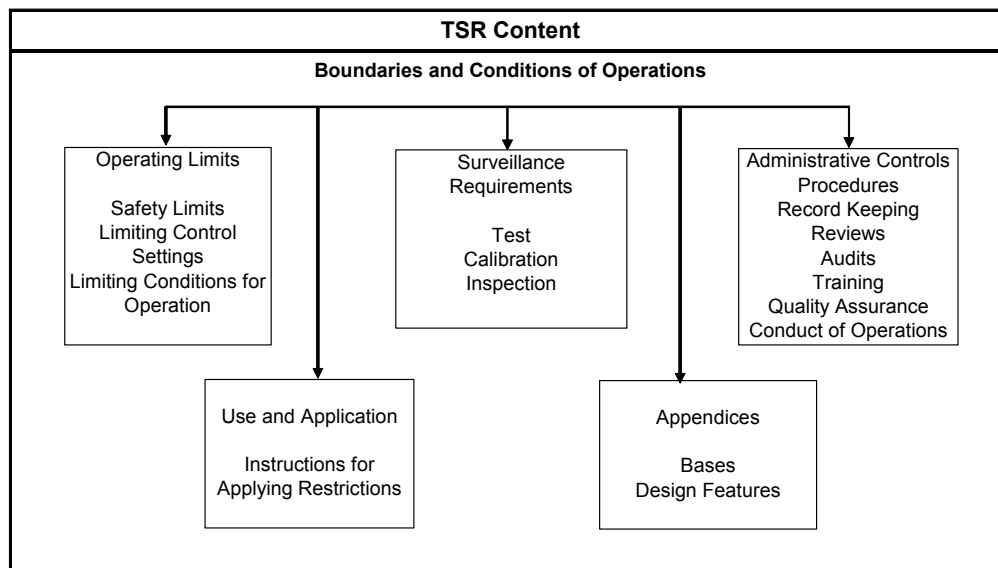 TSR Content
Boundaries and Conditions of Operations
Operating Limits
Safety Limits
Limiting Control
Settings
Limiting Conditions for
Operation
Surveillance
Requirements
Test
Calibration
Inspection
Administrative Controls
Procedures
Record Keeping
Reviews
Audits
Training
Quality Assurance
Conduct of Operations
Use and Application
Instructions for
Applying Restrictions
Appendices
Bases
Design Features